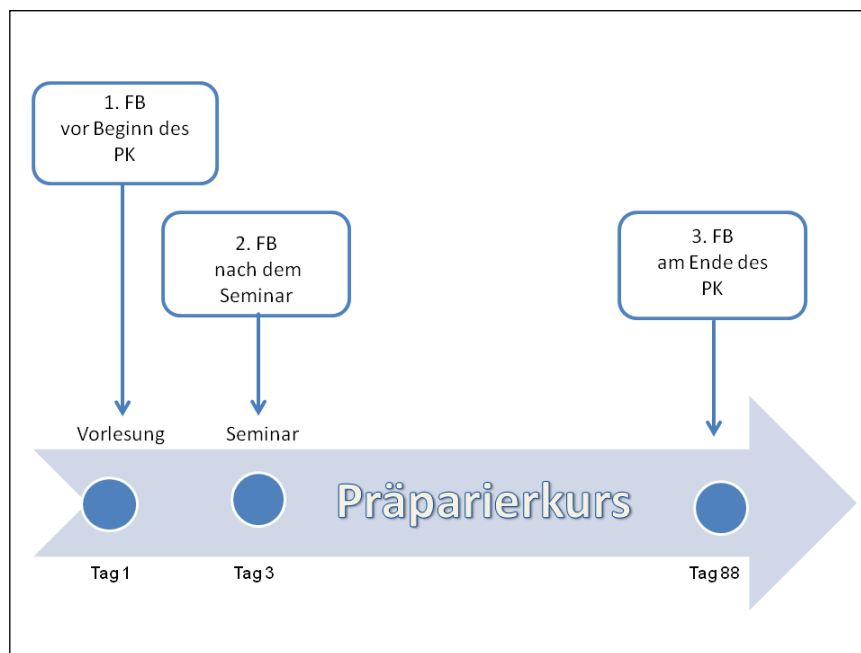 1. FB
vor Beginn des
PK
2. FB
nach dem
Seminar
3. FB
am Ende des
PK
Vorlesung
Seminar
Präparierkurs
Tag 1
Tag 3
Tag 88